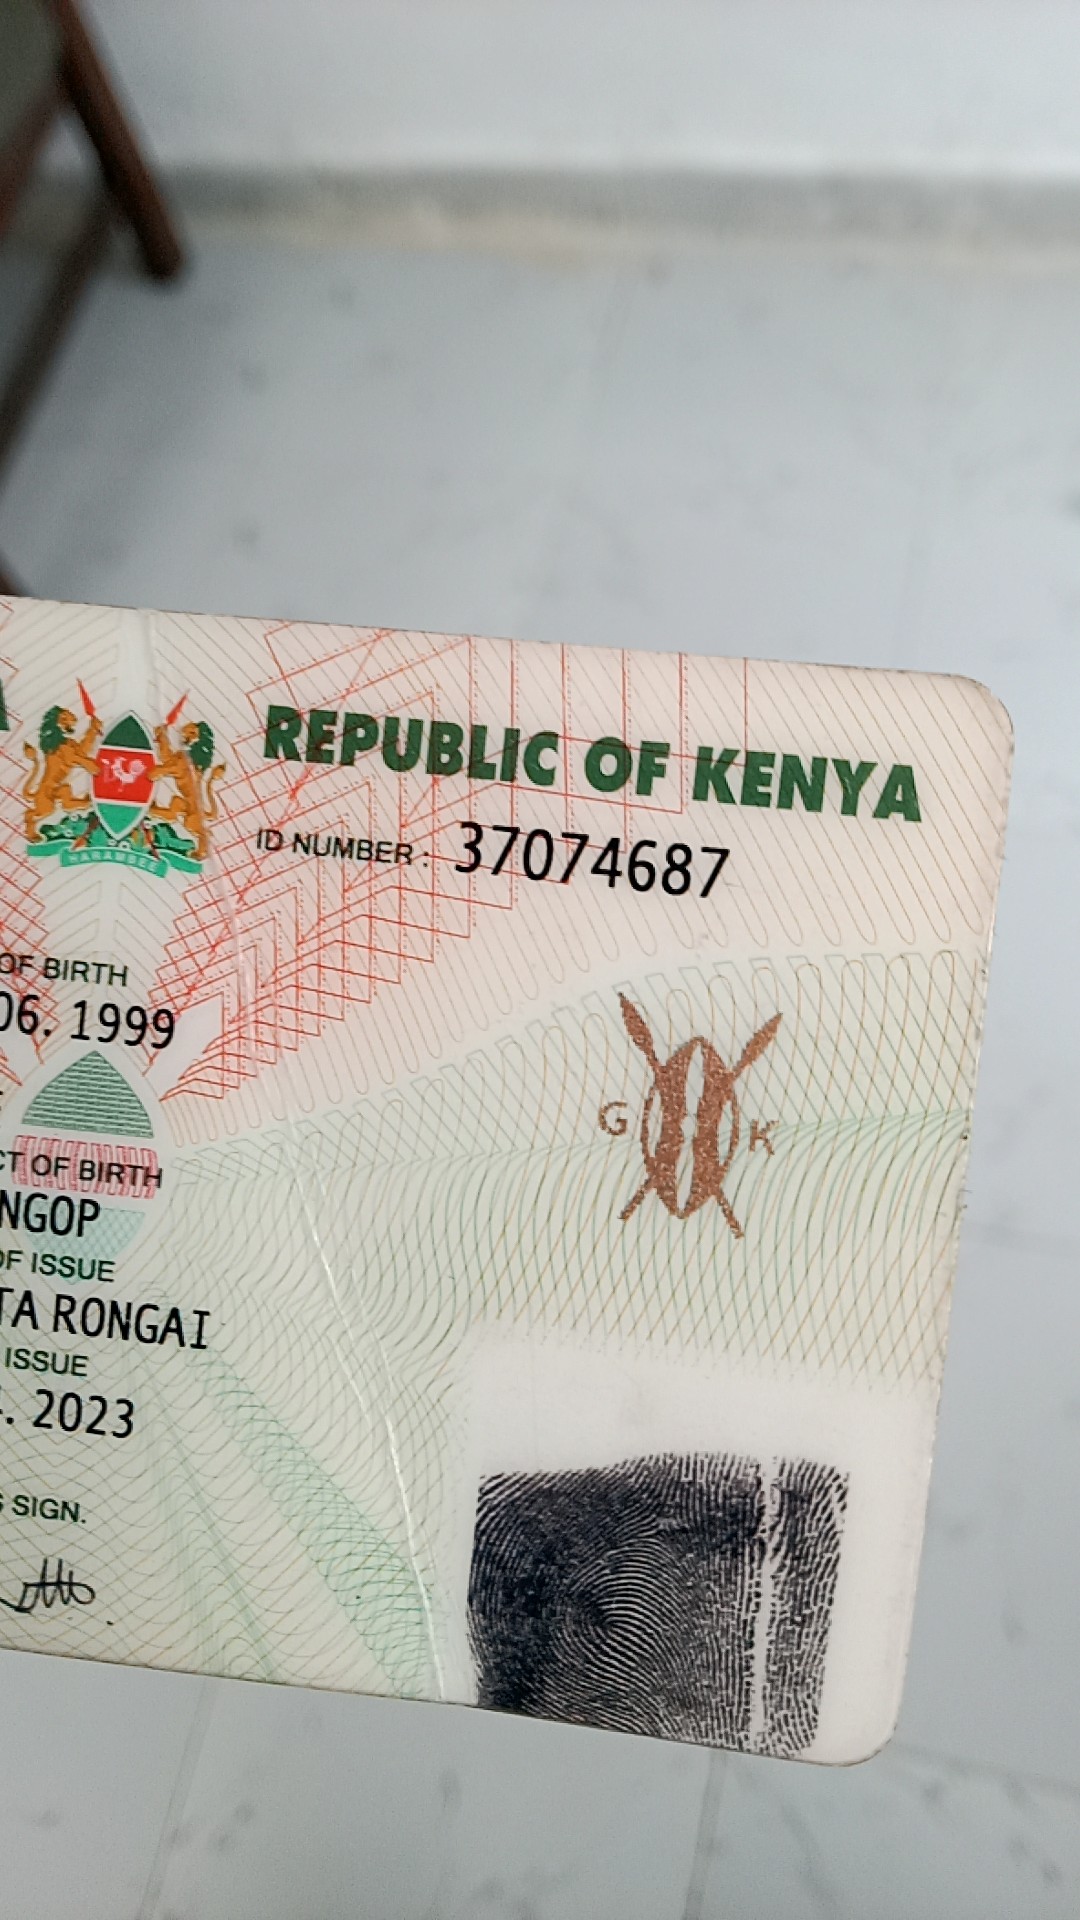 REPUBLIC OF KENYA
ID NUMBER: 37074687
HARAMBEE
OF BIRTH
06. 1999
CT OF BIRTH
NGOP
OF ISSUE
TA RONGAI
ISSUE
. 2023
SIGN.
G K